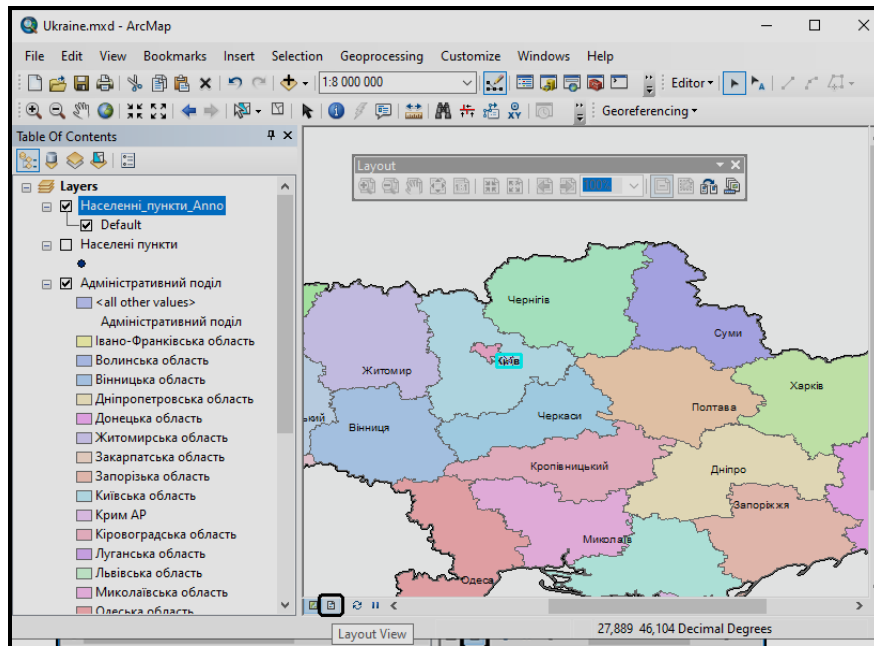 Ukraine.mxd - ArcMap
File Edit View Bookmarks Insert Selection Geoprocessing Customize Windows Help
1:8 000 000
Editor
Georeferencing
Table Of Contents
Layers
Населенні_пункти_Anno
Default
Населені пункти
Адміністративний поділ
<all other values>
Адміністративний поділ
Івано-Франківська область
Волинська область
Вінницька область
Дніпропетровська область
Донецька область
Житомирська область
Закарпатська область
Запорізька область
Київська область
Крим АР
Кіровоградська область
Луганська область
Львівська область
Миколаївська область
Одеська область
Layout
100%
Чернігів
Суми
Київ
Житомир
Харків
Полтава
Черкаси
Вінниця
Кропівницький
Дніпро
Запоріжжя
Миколаїв
Одеса
27,889 46,104 Decimal Degrees
Layout View